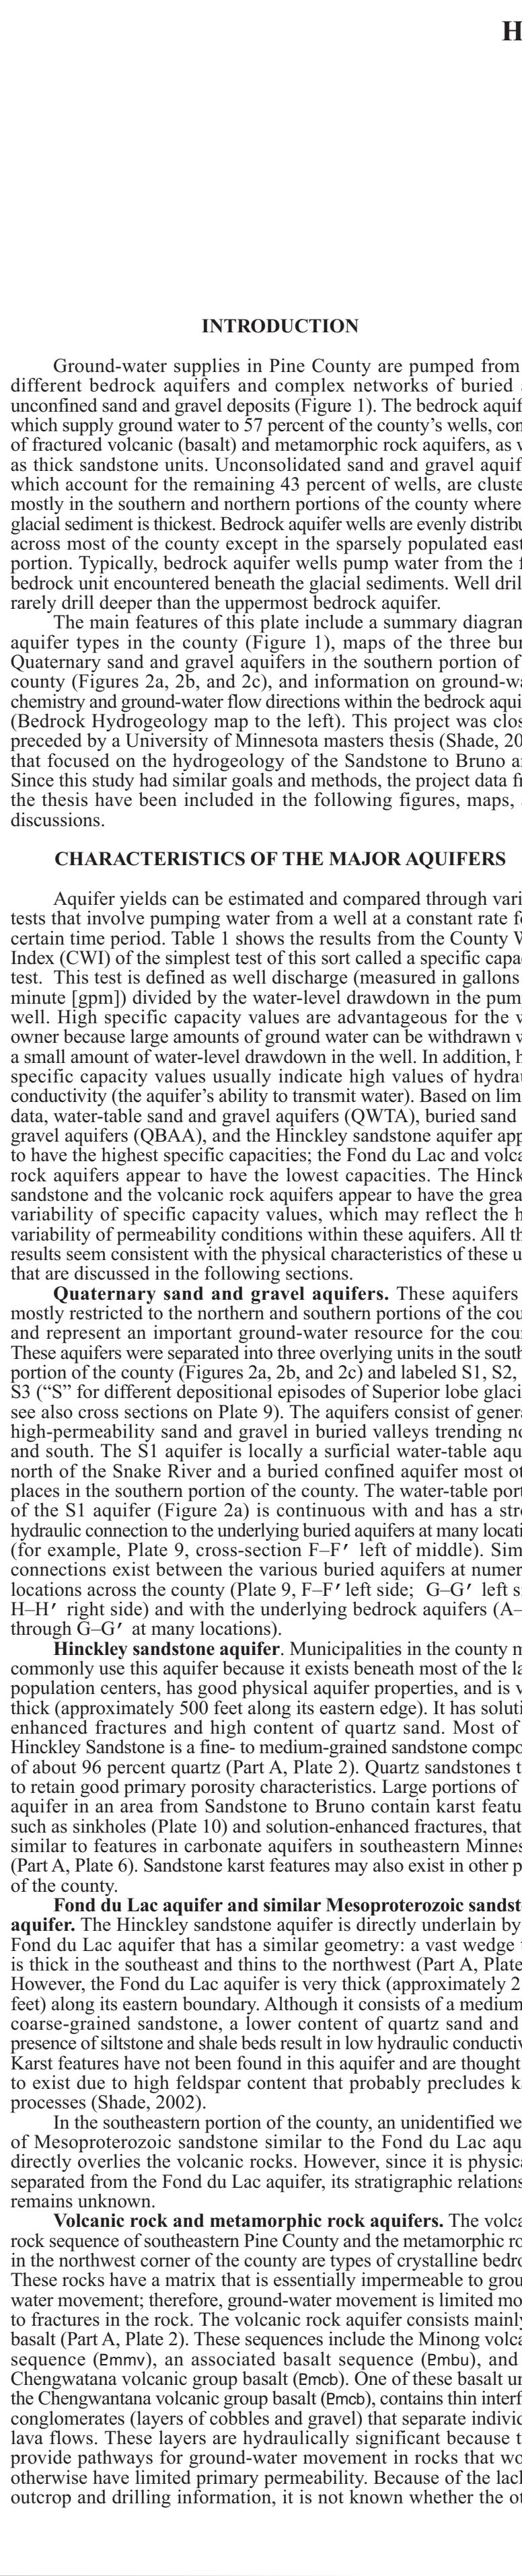 H
INTRODUCTION
Ground-water supplies in Pine County are pumped from
different bedrock aquifers and complex networks of buried
unconfined sand and gravel deposits (Figure 1). The bedrock aquif
which supply ground water to 57 percent of the county's wells, con
of fractured volcanic (basalt) and metamorphic rock aquifers, as w
as thick sandstone units. Unconsolidated sand and gravel aquif
which account for the remaining 43 percent of wells, are cluste
mostly in the southern and northern portions of the county where
glacial sediment is thickest. Bedrock aquifer wells are evenly distribu
across most of the county except in the sparsely populated east
portion. Typically, bedrock aquifer wells pump water from the f
bedrock unit encountered beneath the glacial sediments. Well dril
rarely drill deeper than the uppermost bedrock aquifer.
The main features of this plate include a summary diagram
aquifer types in the county (Figure 1), maps of the three bur
Quaternary sand and gravel aquifers in the southern portion of
county (Figures 2a, 2b, and 2c), and information on ground-wa
chemistry and ground-water flow directions within the bedrock aqui
(Bedrock Hydrogeology map to the left). This project was clos
preceded by a University of Minnesota masters thesis (Shade, 20
that focused on the hydrogeology of the Sandstone to Bruno ar
Since this study had similar goals and methods, the project data fr
the thesis have been included in the following figures, maps,
discussions.
CHARACTERISTICS OF THE MAJOR AQUIFERS
Aquifer yields can be estimated and compared through vari
tests that involve pumping water from a well at a constant rate fo
certain time period. Table 1 shows the results from the County W
Index (CWI) of the simplest test of this sort called a specific capa
test. This test is defined as well discharge (measured in gallons
minute [gpm]) divided by the water-level drawdown in the pum
well. High specific capacity values are advantageous for the w
owner because large amounts of ground water can be withdrawn w
a small amount of water-level drawdown in the well. In addition, h
specific capacity values usually indicate high values of hydrau
conductivity (the aquifer's ability to transmit water). Based on lim
data, water-table sand and gravel aquifers (QWTA), buried sand
gravel aquifers (QBAA), and the Hinckley sandstone aquifer app
to have the highest specific capacities; the Fond du Lac and volca
rock aquifers appear to have the lowest capacities. The Hinck
sandstone and the volcanic rock aquifers appear to have the grea
variability of specific capacity values, which may reflect the h
variability of permeability conditions within these aquifers. All th
results seem consistent with the physical characteristics of these u
that are discussed in the following sections.
Quaternary sand and gravel aquifers. These aquifers
mostly restricted to the northern and southern portions of the cou
and represent an important ground-water resource for the cour
These aquifers were separated into three overlying units in the south
portion of the county (Figures 2a, 2b, and 2c) and labeled S1, S2,
S3 ("S" for different depositional episodes of Superior lobe glaci
see also cross sections on Plate 9). The aquifers consist of gener
high-permeability sand and gravel in buried valleys trending no
and south. The S1 aquifer is locally a surficial water-table aqu
north of the Snake River and a buried confined aquifer most ot
places in the southern portion of the county. The water-table port
of the S1 aquifer (Figure 2a) is continuous with and has a stro
hydraulic connection to the underlying buried aquifers at many locati
(for example, Plate 9, cross-section F–F′ left of middle). Sim
connections exist between the various buried aquifers at numer
locations across the county (Plate 9, F–F′ left side; G–G′ left s
H–H′ right side) and with the underlying bedrock aquifers (A–
through G–G′ at many locations).
Hinckley sandstone aquifer. Municipalities in the county m
commonly use this aquifer because it exists beneath most of the la
population centers, has good physical aquifer properties, and is v
thick (approximately 500 feet along its eastern edge). It has soluti
enhanced fractures and high content of quartz sand. Most of
Hinckley Sandstone is a fine- to medium-grained sandstone compo
of about 96 percent quartz (Part A, Plate 2). Quartz sandstones t
to retain good primary porosity characteristics. Large portions of
aquifer in an area from Sandstone to Bruno contain karst featu
such as sinkholes (Plate 10) and solution-enhanced fractures, that
similar to features in carbonate aquifers in southeastern Minnes
(Part A, Plate 6). Sandstone karst features may also exist in other p
of the county.
Fond du Lac aquifer and similar Mesoproterozoic sandst
aquifer. The Hinckley sandstone aquifer is directly underlain by
Fond du Lac aquifer that has a similar geometry: a vast wedge
is thick in the southeast and thins to the northwest (Part A, Plate
However, the Fond du Lac aquifer is very thick (approximately 2
feet) along its eastern boundary. Although it consists of a medium
coarse-grained sandstone, a lower content of quartz sand and
presence of siltstone and shale beds result in low hydraulic conductiv
Karst features have not been found in this aquifer and are thought
to exist due to high feldspar content that probably precludes k
processes (Shade, 2002).
In the southeastern portion of the county, an unidentified we
of Mesoproterozoic sandstone similar to the Fond du Lac aqu
directly overlies the volcanic rocks. However, since it is physica
separated from the Fond du Lac aquifer, its stratigraphic relations
remains unknown.
Volcanic rock and metamorphic rock aquifers. The volca
rock sequence of southeastern Pine County and the metamorphic ro
in the northwest corner of the county are types of crystalline bedro
These rocks have a matrix that is essentially impermeable to grou
water movement; therefore, ground-water movement is limited mo
to fractures in the rock. The volcanic rock aquifer consists mainly
basalt (Part A, Plate 2). These sequences include the Minong volca
sequence (Pmmv), an associated basalt sequence (Pmbu), and
Chengwatana volcanic group basalt (Pmcb). One of these basalt un
the Chengwantana volcanic group basalt (Pmcb), contains thin interf
conglomerates (layers of cobbles and gravel) that separate individ
lava flows. These layers are hydraulically significant because t
provide pathways for ground-water movement in rocks that wo
otherwise have limited primary permeability. Because of the lack
outcrop and drilling information, it is not known whether the ot